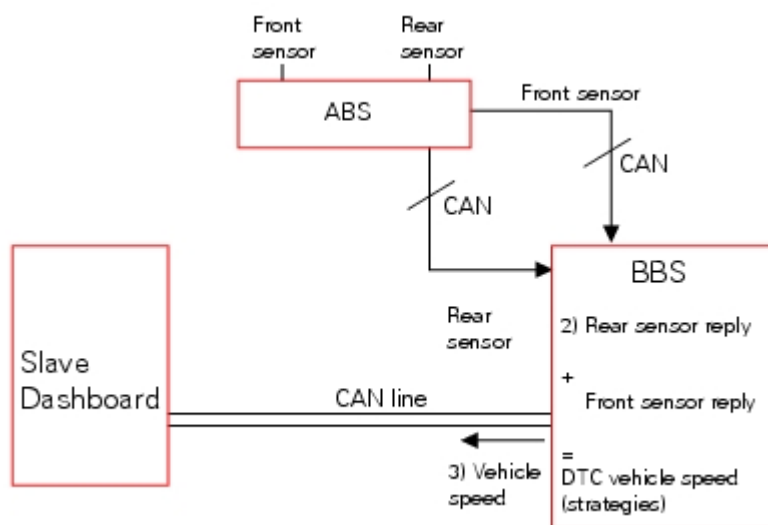 Front
sensor
Rear
sensor
ABS
Front sensor
CAN
CAN
BBS
Rear
sensor
2) Rear sensor reply
+
Front sensor reply
=
DTC vehicle speed
(strategies)
Slave
Dashboard
CAN line
3) Vehicle
speed